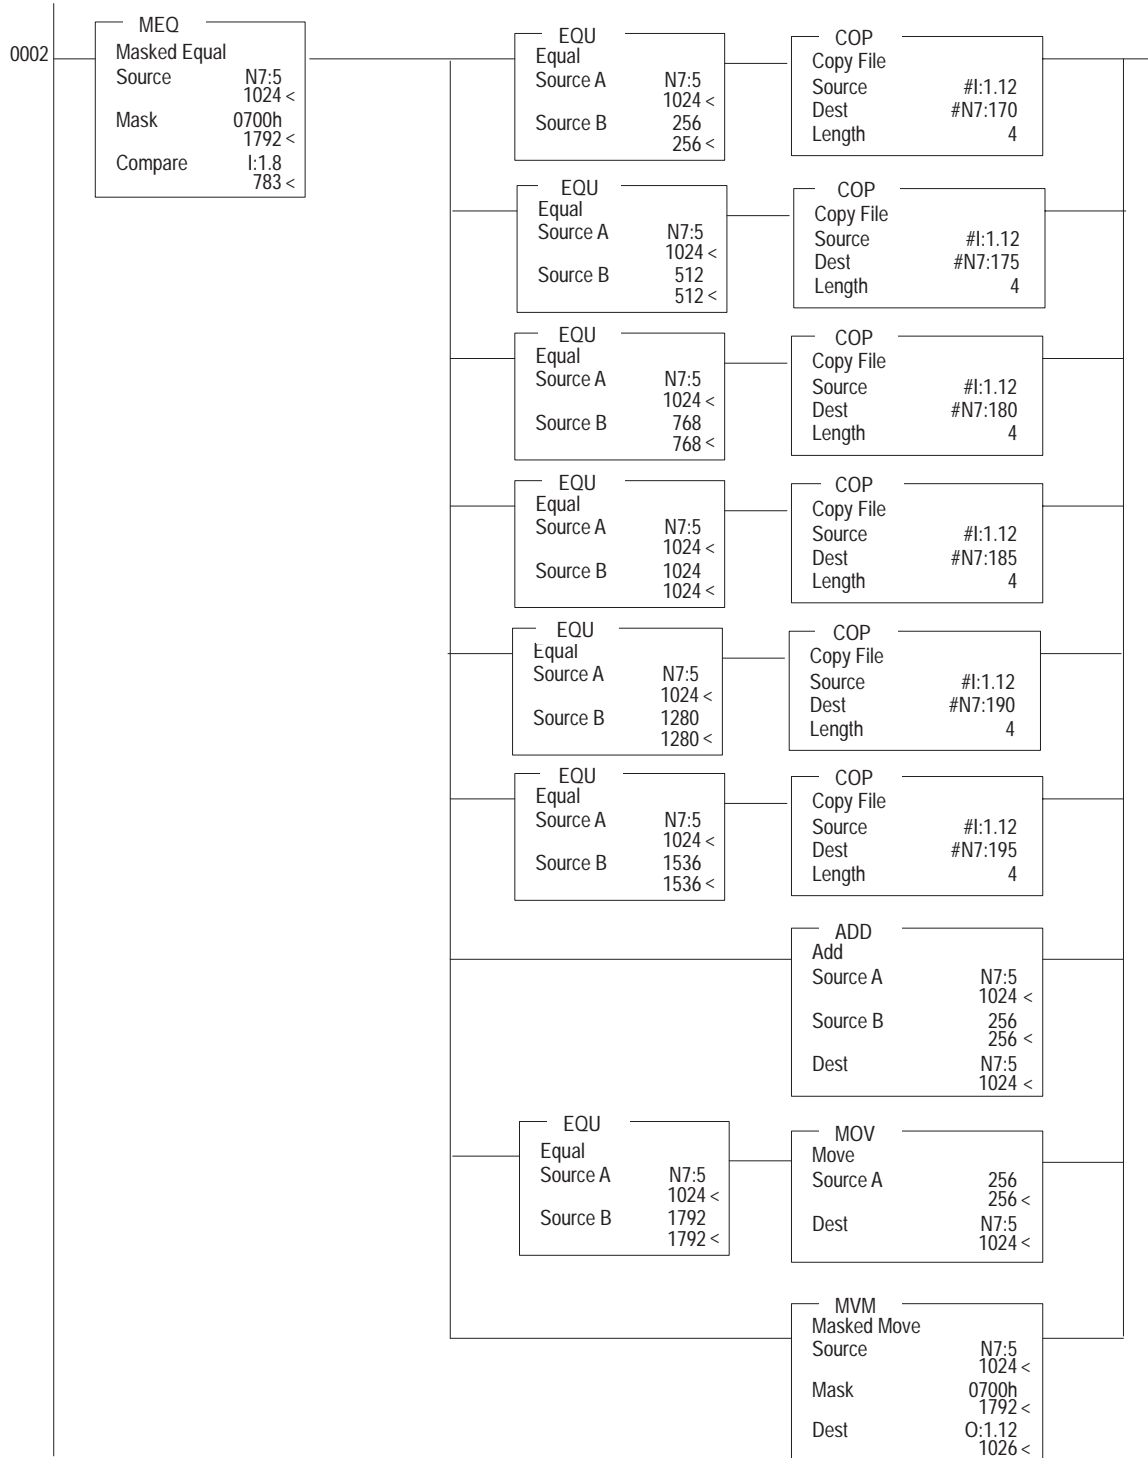 0002
MEQ
Masked Equal
Source N7:5
1024 <
Mask 0700h
1792 <
Compare I:1.8
783 <
EQU
Equal
Source A N7:5
1024 <
Source B 256
256 <
COP
Copy File
Source #I:1.12
Dest #N7:170
Length 4
EQU
Equal
Source A N7:5
1024 <
Source B 512
512 <
COP
Copy File
Source #I:1.12
Dest #N7:175
Length 4
EQU
Equal
Source A N7:5
1024 <
Source B 768
768 <
COP
Copy File
Source #I:1.12
Dest #N7:180
Length 4
EQU
Equal
Source A N7:5
1024 <
Source B 1024
1024 <
COP
Copy File
Source #I:1.12
Dest #N7:185
Length 4
EQU
Equal
Source A N7:5
1024 <
Source B 1280
1280 <
COP
Copy File
Source #I:1.12
Dest #N7:190
Length 4
EQU
Equal
Source A N7:5
1024 <
Source B 1536
1536 <
COP
Copy File
Source #I:1.12
Dest #N7:195
Length 4
ADD
Add
Source A N7:5
1024 <
Source B 256
256 <
Dest N7:5
1024 <
EQU
Equal
Source A N7:5
1024 <
Source B 1792
1792 <
MOV
Move
Source A 256
256 <
Dest N7:5
1024 <
MVM
Masked Move
Source N7:5
1024 <
Mask 0700h
1792 <
Dest O:1.12
1026 <